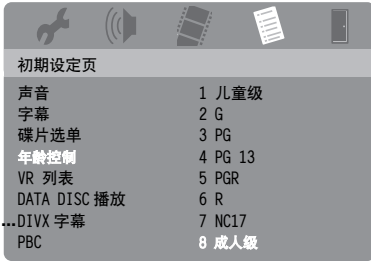 初期设定页
声音 1 儿童级
字幕 2 G
碟片选单 3 PG
年龄控制 4 PG 13
VR 列表 5 PGR
DATA DISC 播放 6 R
...DIVX 字幕 7 NC17
PBC 8 成人级